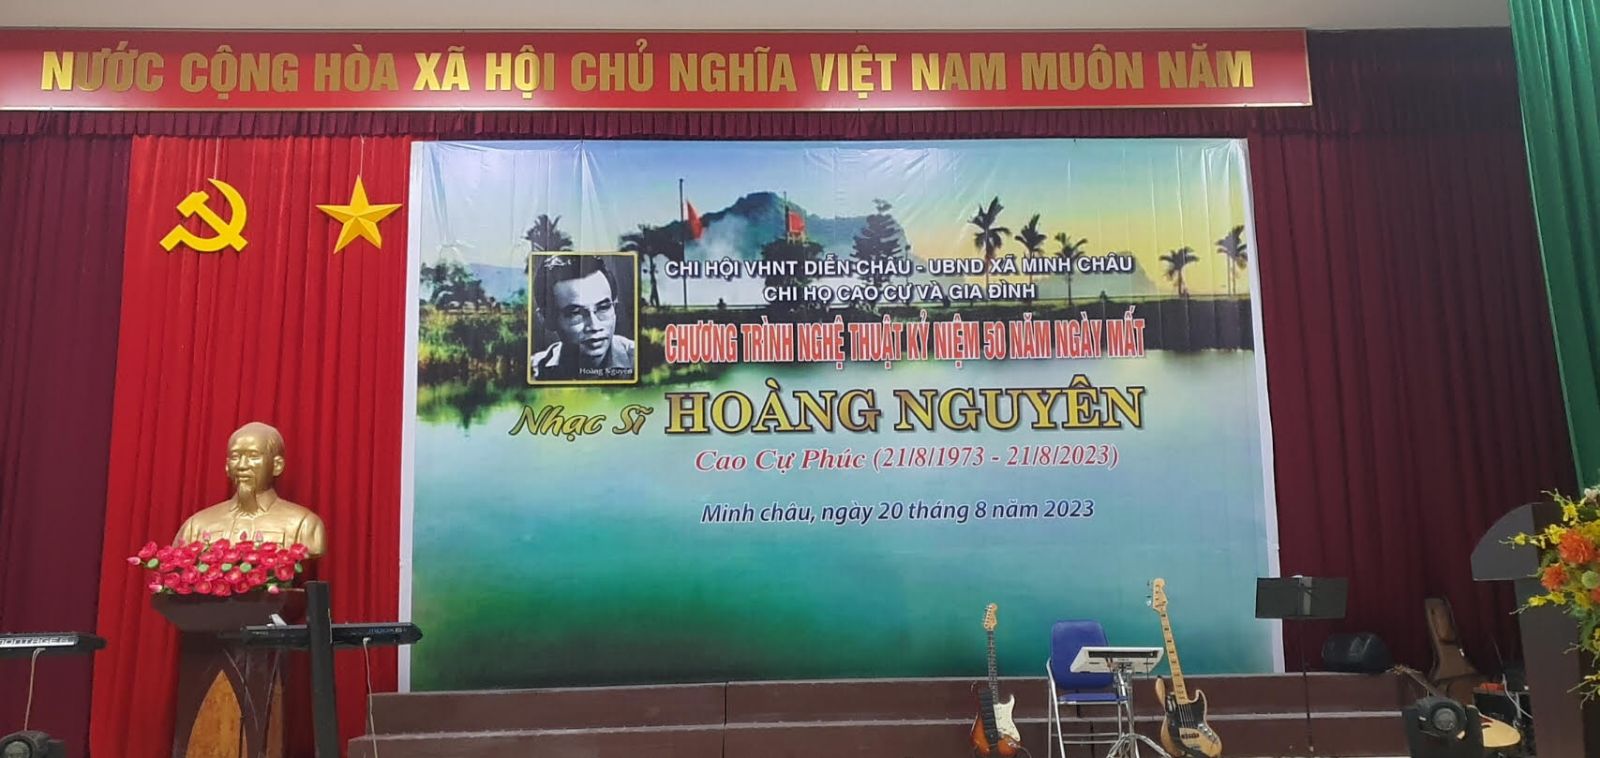 NƯỚC CỘNG HÒA XÃ HỘI CHỦ NGHĨA VIỆT NAM MUÔN NĂM
CHI HỘI VHNT DIỄN CHÂU - UBND XÃ MINH CHÂU
CHI HỌ CAO CỰ VÀ GIA ĐÌNH
CHƯƠNG TRÌNH NGHỆ THUẬT KỶ NIỆM 50 NĂM NGÀY MẤT
Hoàng Nguyên
Nhạc Sĩ HOÀNG NGUYÊN
Cao Cự Phúc (21/8/1973 - 21/8/2023)
Minh châu, ngày 20 tháng 8 năm 2023